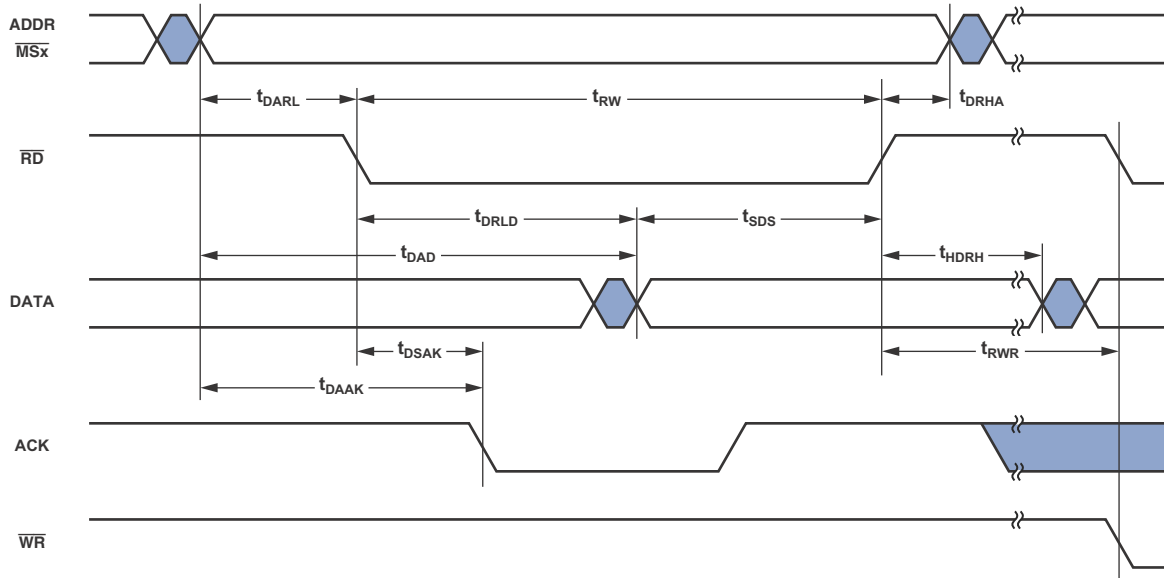 ADDR
MSx
tDARL
tRW
tDRHA
RD
tDRLD
tSDS
tDAD
tHDRH
DATA
tDSAK
tRWR
tDAAK
ACK
WR